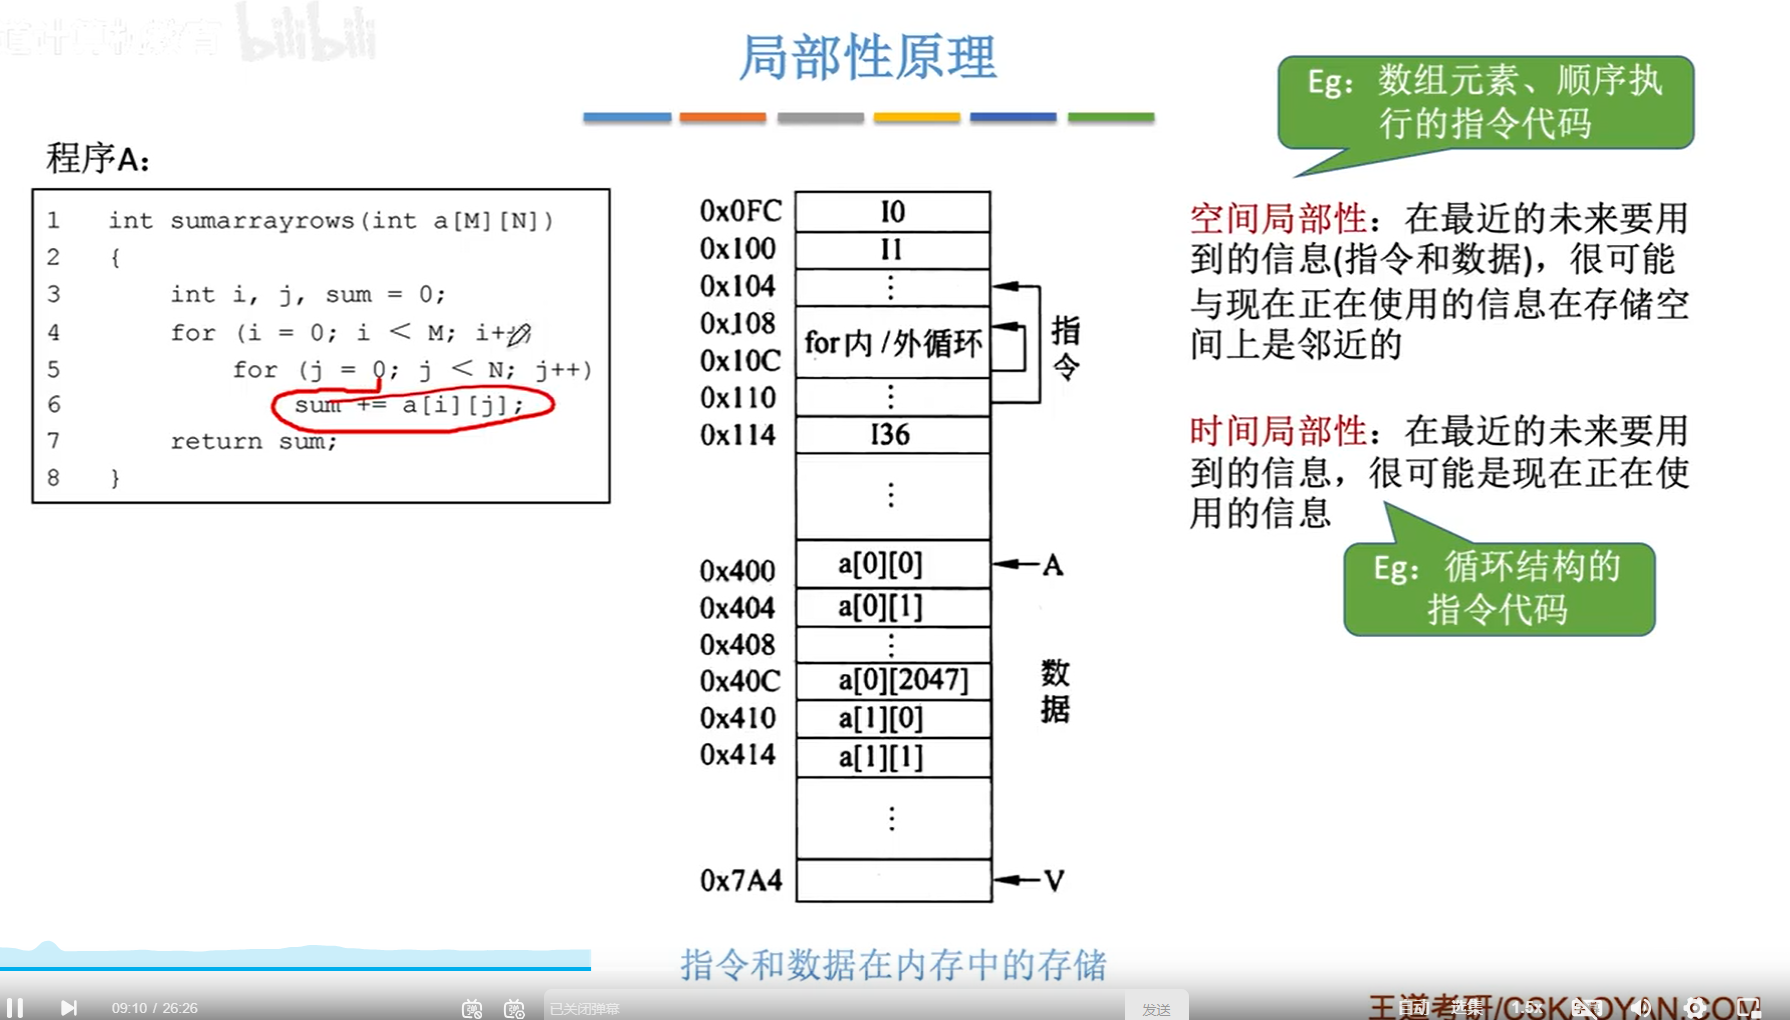 道计算机教育 bilibili
局部性原理
程序A：
1 int sumarrayrows(int a[M][N])
2 {
3 int i, j, sum = 0;
4 for (i = 0; i < M; i++)
5 for (j = 0; j < N; j++)
6 sum += a[i][j];
7 return sum;
8 }
0x0FC I0
0x100 I1
0x104 ⋮
0x108
for内/外循环
0x10C
0x110 ⋮
0x114 I36
⋮
指
令
0x400 a[0][0] A
0x404 a[0][1]
0x408 ⋮
0x40C a[0][2047]
0x410 a[1][0]
0x414 a[1][1]
⋮
数
据
0x7A4 V
指令和数据在内存中的存储
Eg：数组元素、顺序执
行的指令代码
空间局部性：在最近的未来要用
到的信息(指令和数据)，很可能
与现在正在使用的信息在存储空
间上是邻近的
时间局部性：在最近的未来要用
到的信息，很可能是现在正在使
用的信息
Eg：循环结构的
指令代码
王道考研/CSKAOYAN.COM
09:10 / 26:26
弹
弹
已关闭弹幕
发送
自动
选集
1.5x